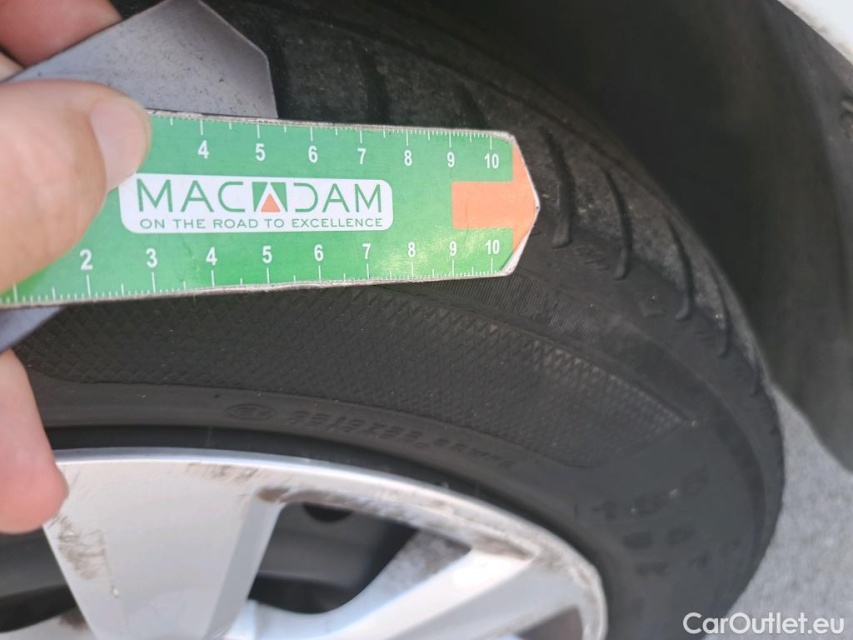 4 5 6 7 8 9 10
MACADAM
ON THE ROAD TO EXCELLENCE
2 3 4 5 6 7 8 9 10
CarOutlet.eu